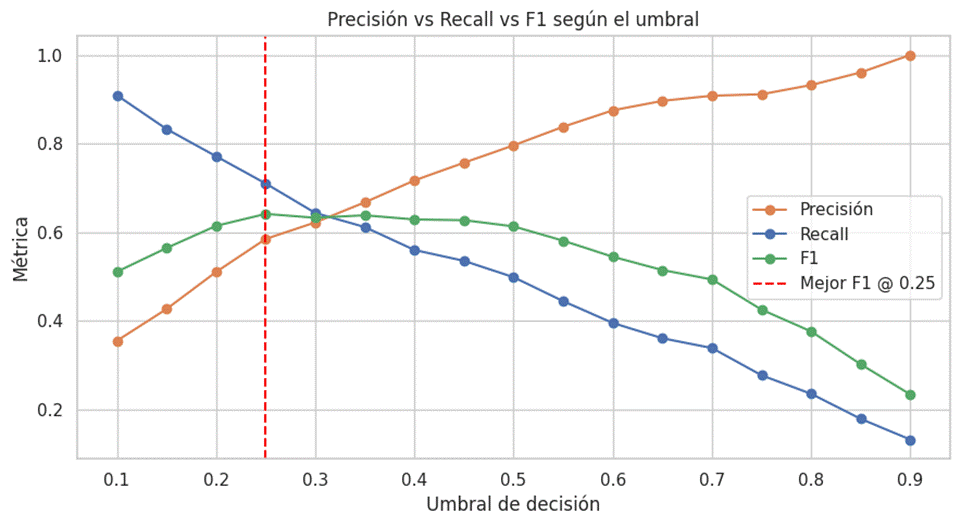 Precisión vs Recall vs F1 según el umbral
1.0
0.8
0.6
0.4
0.2
Métrica
Precisión
Recall
F1
Mejor F1 @ 0.25
0.1 0.2 0.3 0.4 0.5 0.6 0.7 0.8 0.9
Umbral de decisión